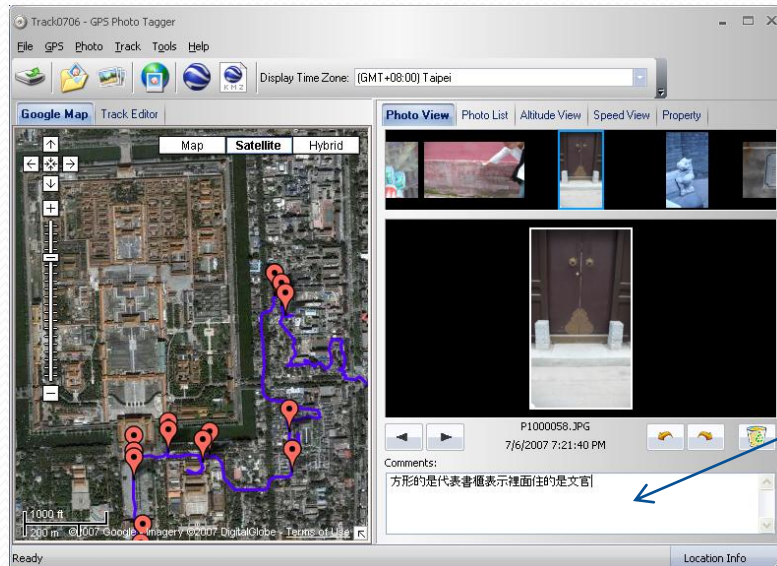 Track0706 - GPS Photo Tagger
File GPS Photo Track Tools Help
KMZ
Display Time Zone: (GMT+08:00) Taipei
Google Map Track Editor
Photo View Photo List Altitude View Speed View Property
Map Satellite Hybrid
P1000058.JPG
7/6/2007 7:21:40 PM
Comments:
方形的是代表書櫃表示裡面住的是文官
1000 ft
200 m ©2007 Google - Imagery ©2007 DigitalGlobe - Terms of Use
Ready
Location Info